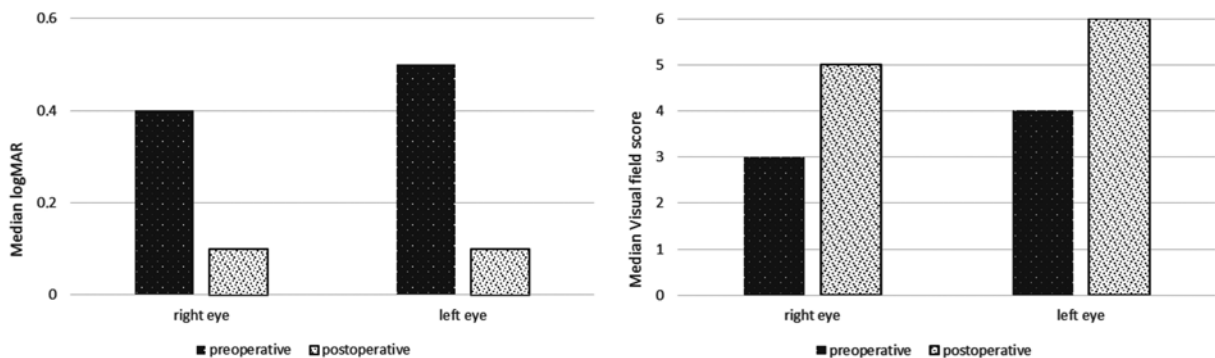 Median logMAR
0.6
0.4
0.2
0
right eye
left eye
preoperative
postoperative
Median Visual field score
6
5
4
3
2
1
0
right eye
left eye
preoperative
postoperative